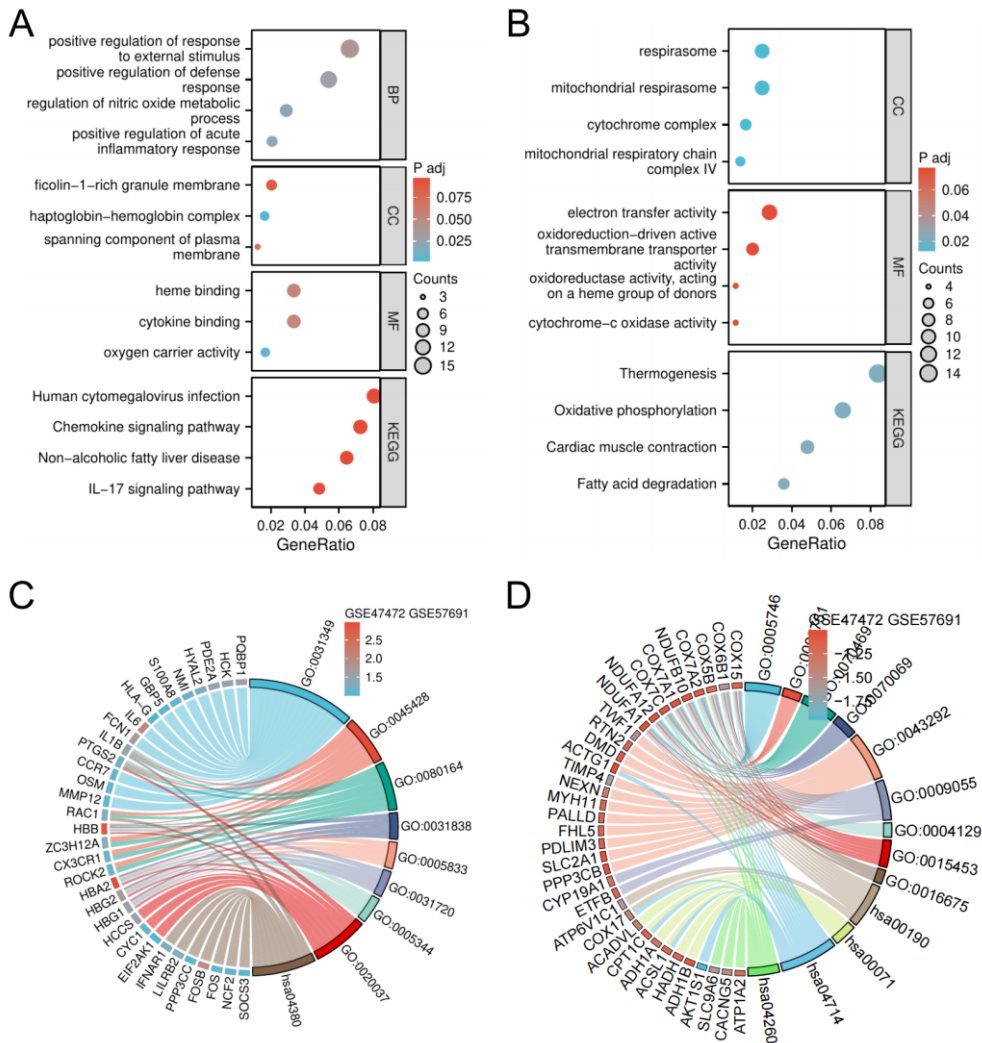 A
positive regulation of response
to external stimulus
positive regulation of defense
response
regulation of nitric oxide metabolic
process
positive regulation of acute
inflammatory response
BP
ficolin−1−rich granule membrane
haptoglobin−hemoglobin complex
spanning component of plasma
membrane
CC
heme binding
cytokine binding
oxygen carrier activity
MF
Human cytomegalovirus infection
Chemokine signaling pathway
Non−alcoholic fatty liver disease
IL−17 signaling pathway
KEGG
0.02 0.04 0.06 0.08
GeneRatio
P adj
0.075
0.050
0.025
Counts
3
6
9
12
15
B
respirasome
mitochondrial respirasome
cytochrome complex
mitochondrial respiratory chain
complex IV
CC
electron transfer activity
oxidoreduction−driven active
transmembrane transporter
activity
oxidoreductase activity, acting
on a heme group of donors
cytochrome−c oxidase activity
MF
Thermogenesis
Oxidative phosphorylation
Cardiac muscle contraction
Fatty acid degradation
KEGG
0.02 0.04 0.06 0.08
GeneRatio
P adj
0.06
0.04
0.02
Counts
4
6
8
10
12
14
C
GSE47472 GSE57691
2.5
2.0
1.5
PQBP1
HCK
PDE2A
HYAL2
NMI
GBP5
S100A8
HLA−G
IL6
FCN1
IL1B
PTGS2
CCR7
OSM
MMP12
RAC1
HBB
ZC3H12A
CX3CR1
ROCK2
HBA2
HBG2
HBG1
HCCS
CYC1
EIF2AK1
IFNAR1
LILRB2
PPP3CC
FOSB
FOS
NCF2
SOCS3
GO:0031349
GO:0045428
GO:0080164
GO:0031838
GO:0005833
GO:0031720
GO:0005344
GO:0020037
hsa04380
D
GSE47472 GSE57691
−1.50
COX15
COX6B1
COX5B
COX7A2
NDUFB10
COX7A1
COX7C
NDUFA12
NDUFA1
TWF1
RTN2
DMD
ACTG2
TIMP4
NEXN
MYH11
PALLD
FHL5
PDLIM3
SLC2A1
PPP3CB
CYP19A1
ETFB
ATP6V1C1
COX17
ACADVL
CPT1C
ADH1A
ACSL1
HADH
ADH1B
AKT1S1
SLC9A6
CACNG5
ATP1A2
GO:0005746
GO:0070069
GO:0043292
GO:0009055
GO:0004129
GO:0015453
GO:0016675
hsa00190
hsa00071
hsa04714
hsa04260